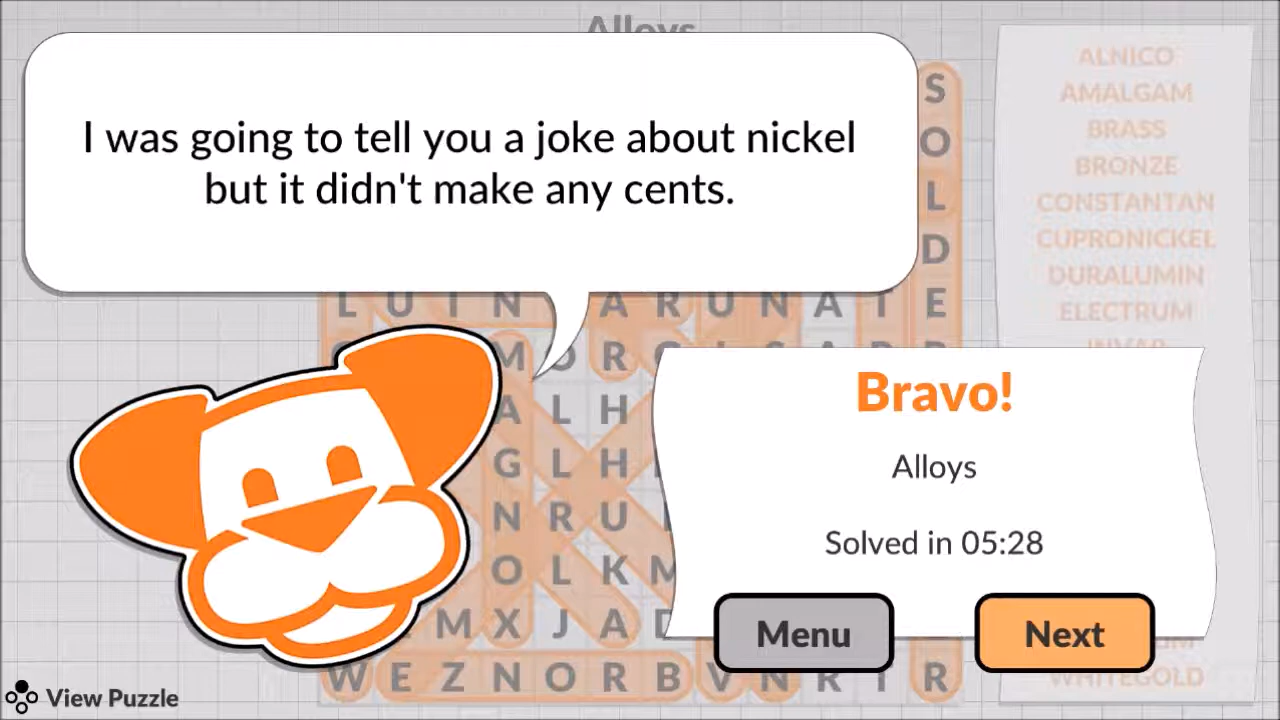 Alloys
I was going to tell you a joke about nickel
but it didn't make any cents.
S
O
L
D
L U I N A R U N A T E
M O R
A L H
G L H
N R U
O L K M
M X J A D
W E Z N O R B V N R I R
ALNICO
AMALGAM
BRASS
BRONZE
CONSTANTAN
CUPRONICKEL
DURALUMIN
ELECTRUM
INVAR
WHITEGOLD
Bravo!
Alloys
Solved in 05:28
Menu
Next
View Puzzle